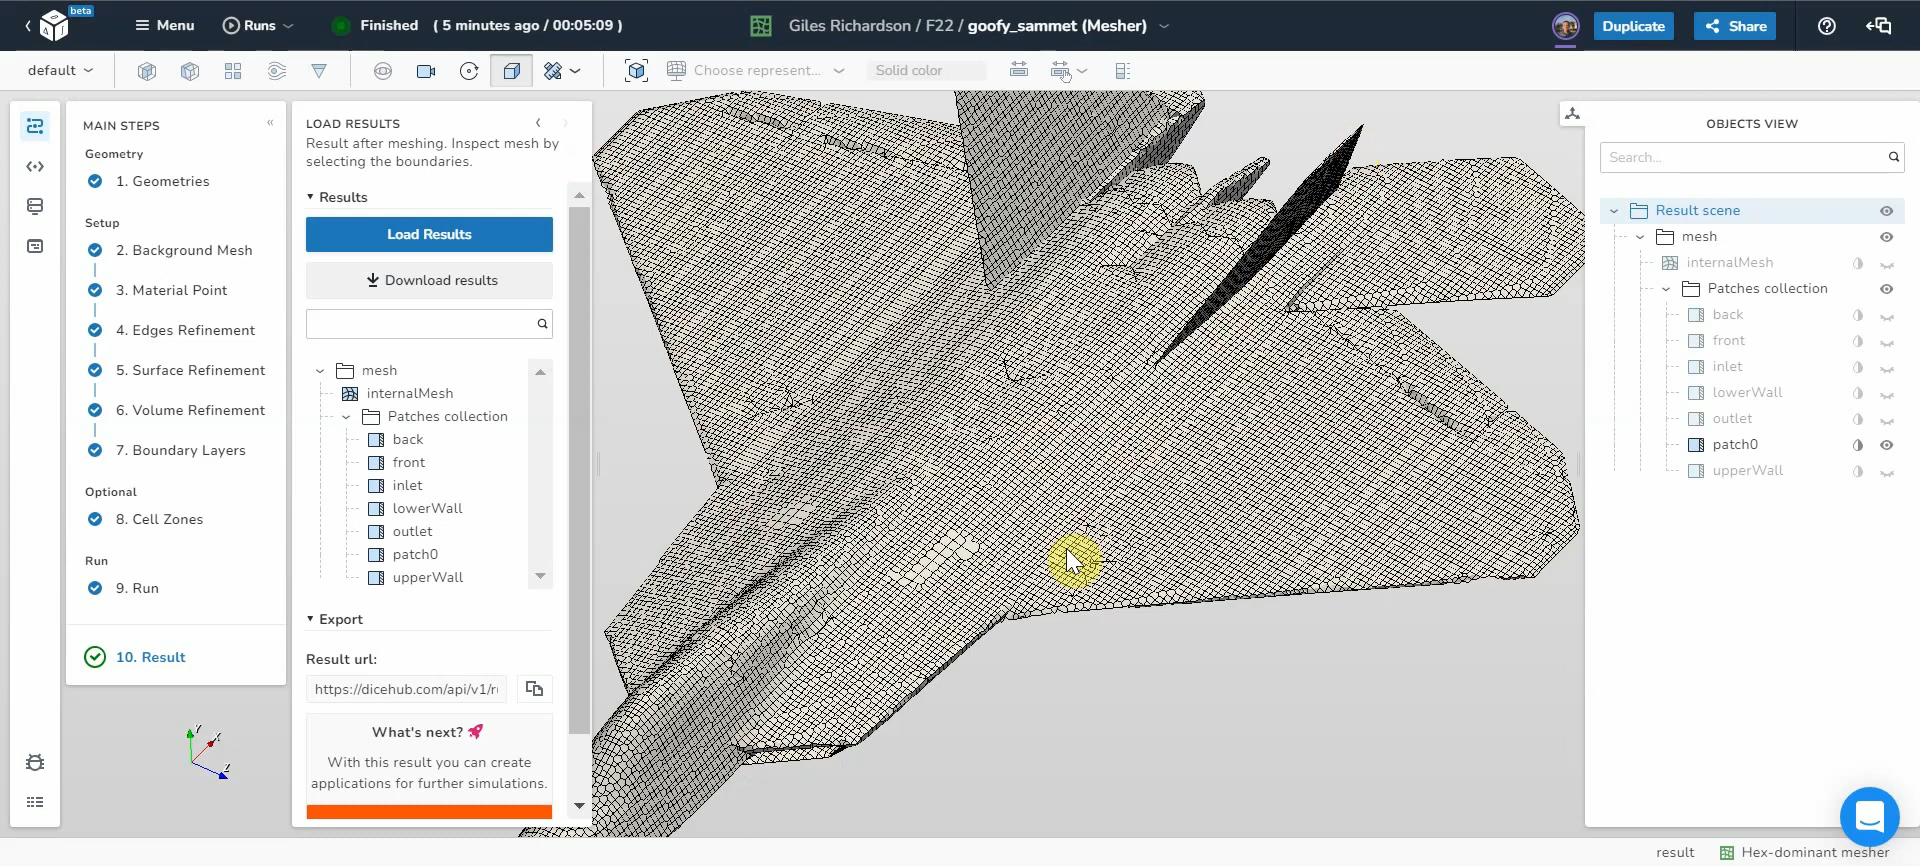 beta
Menu
Runs
Finished ( 5 minutes ago / 00:05:09 )
Giles Richardson / F22 / goofy_sammet (Mesher)
Duplicate
Share
default
Choose represent...
Solid color
MAIN STEPS
Geometry
1. Geometries
Setup
2. Background Mesh
3. Material Point
4. Edges Refinement
5. Surface Refinement
6. Volume Refinement
7. Boundary Layers
Optional
8. Cell Zones
Run
9. Run
10. Result
LOAD RESULTS
Result after meshing. Inspect mesh by
selecting the boundaries.
Results
Load Results
Download results
mesh
internalMesh
Patches collection
back
front
inlet
lowerWall
outlet
patch0
upperWall
Export
Result url:
https://dicehub.com/api/v1/r
What's next? 🚀
With this result you can create
applications for further simulations.
Y
X
Z
OBJECTS VIEW
Search...
Result scene
mesh
internalMesh
Patches collection
back
front
inlet
lowerWall
outlet
patch0
upperWall
result
Hex-dominant mesher